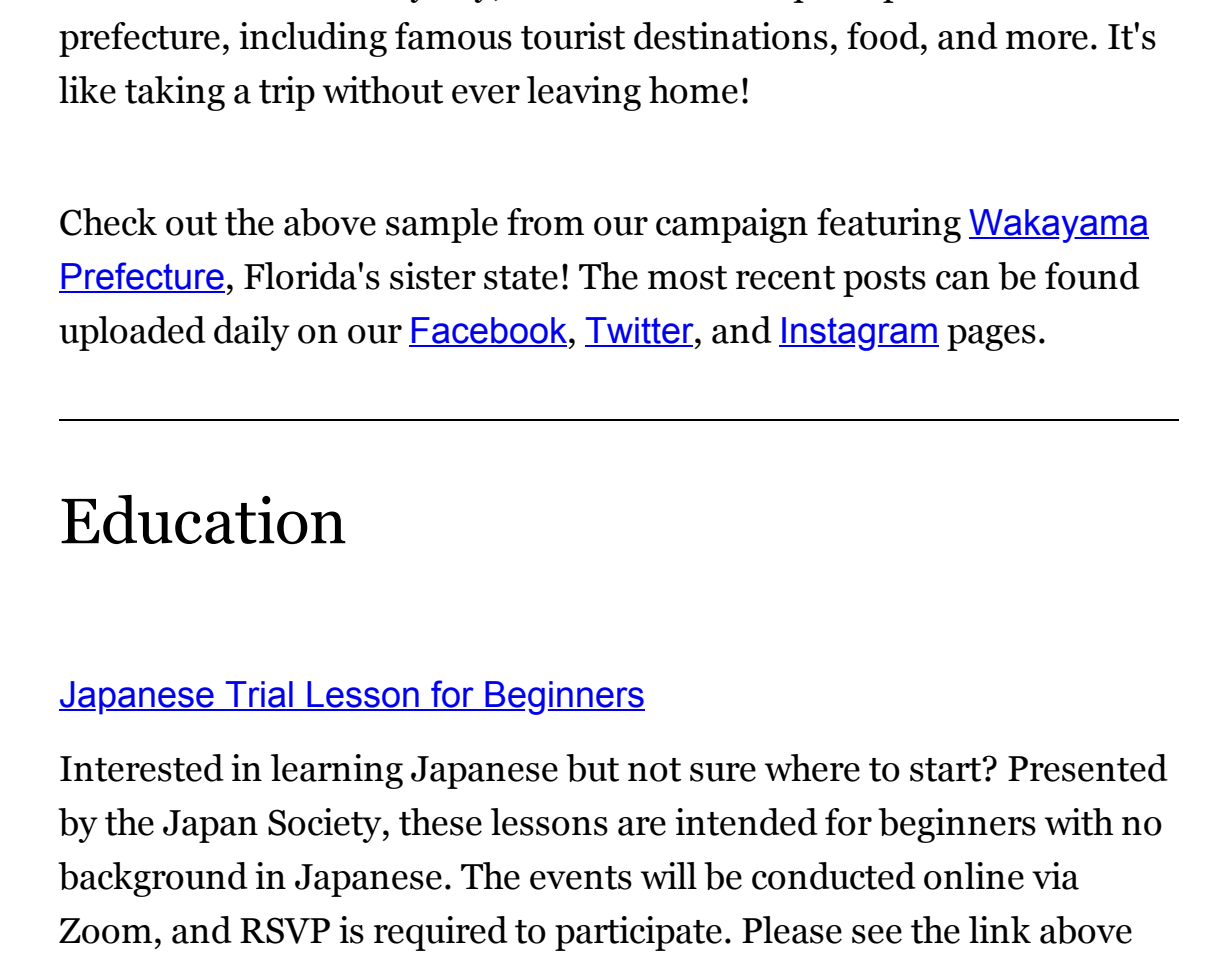 prefecture, including famous tourist destinations, food, and more. It's
like taking a trip without ever leaving home!
Check out the above sample from our campaign featuring Wakayama
Prefecture, Florida's sister state! The most recent posts can be found
uploaded daily on our Facebook, Twitter, and Instagram pages.
Education
Japanese Trial Lesson for Beginners
Interested in learning Japanese but not sure where to start? Presented
by the Japan Society, these lessons are intended for beginners with no
background in Japanese. The events will be conducted online via
Zoom, and RSVP is required to participate. Please see the link above